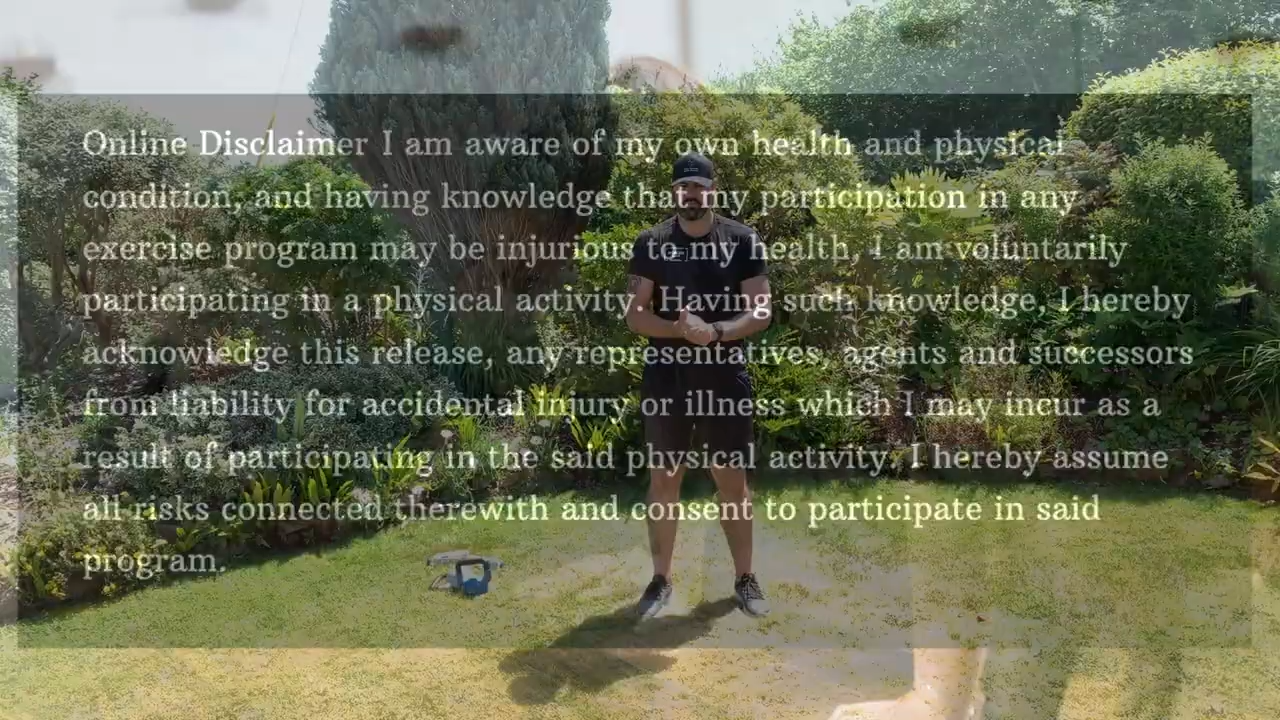 Online Disclaimer I am aware of my own health and physical
condition, and having knowledge that my participation in any
exercise program may be injurious to my health, I am voluntarily
participating in a physical activity. Having such knowledge, I hereby
acknowledge this release, any representatives, agents and successors
from liability for accidental injury or illness which I may incur as a
result of participating in the said physical activity. I hereby assume
all risks connected therewith and consent to participate in said
program.